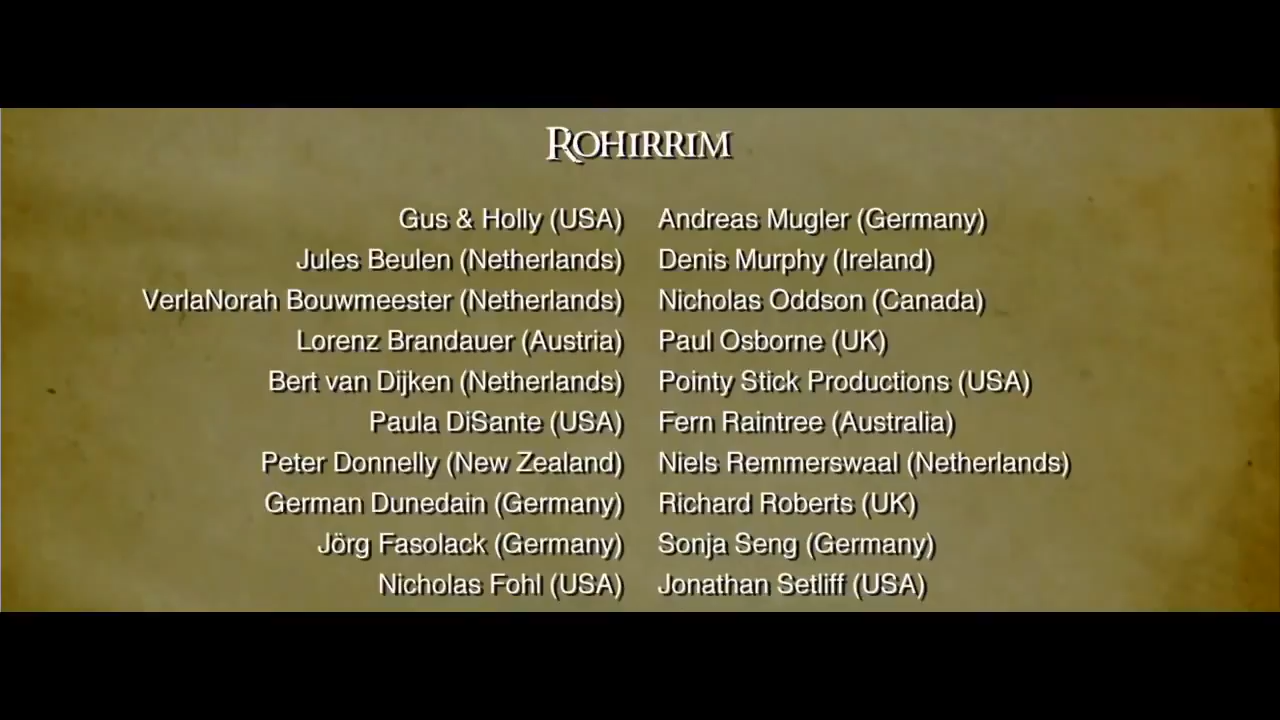 ROHIRRIM
Gus & Holly (USA) Andreas Mugler (Germany)
Jules Beulen (Netherlands) Denis Murphy (Ireland)
VerlaNorah Bouwmeester (Netherlands) Nicholas Oddson (Canada)
Lorenz Brandauer (Austria) Paul Osborne (UK)
Bert van Dijken (Netherlands) Pointy Stick Productions (USA)
Paula DiSante (USA) Fern Raintree (Australia)
Peter Donnelly (New Zealand) Niels Remmerswaal (Netherlands)
German Dunedain (Germany) Richard Roberts (UK)
Jörg Fasolack (Germany) Sonja Seng (Germany)
Nicholas Fohl (USA) Jonathan Setliff (USA)